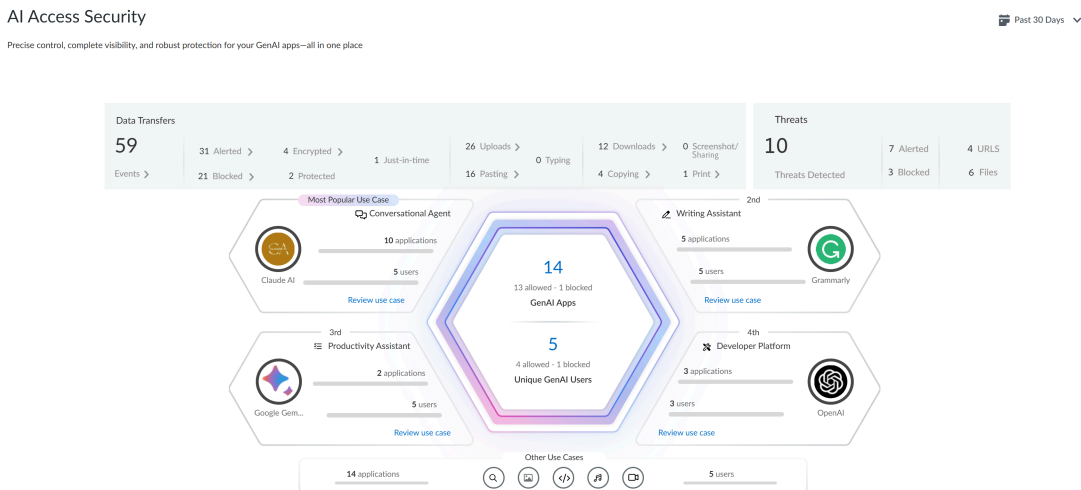 AI Access Security
Past 30 Days
Precise control, complete visibility, and robust protection for your GenAI apps—all in one place
Data Transfers
59
Events
31 Alerted
21 Blocked
4 Encrypted
2 Protected
1 Just-in-time
26 Uploads
16 Pasting
0 Typing
12 Downloads
4 Copying
0 Screenshot/
Sharing
1 Print
Threats
10
Threats Detected
7 Alerted
3 Blocked
4 URLS
6 Files
Most Popular Use Case
Conversational Agent
10 applications
5 users
Claude AI
Review use case
2nd
Writing Assistant
5 applications
5 users
Grammarly
Review use case
14
13 allowed - 1 blocked
GenAI Apps
5
4 allowed - 1 blocked
Unique GenAI Users
3rd
Productivity Assistant
2 applications
5 users
Google Gem...
Review use case
4th
Developer Platform
3 applications
3 users
OpenAI
Review use case
Other Use Cases
14 applications
5 users